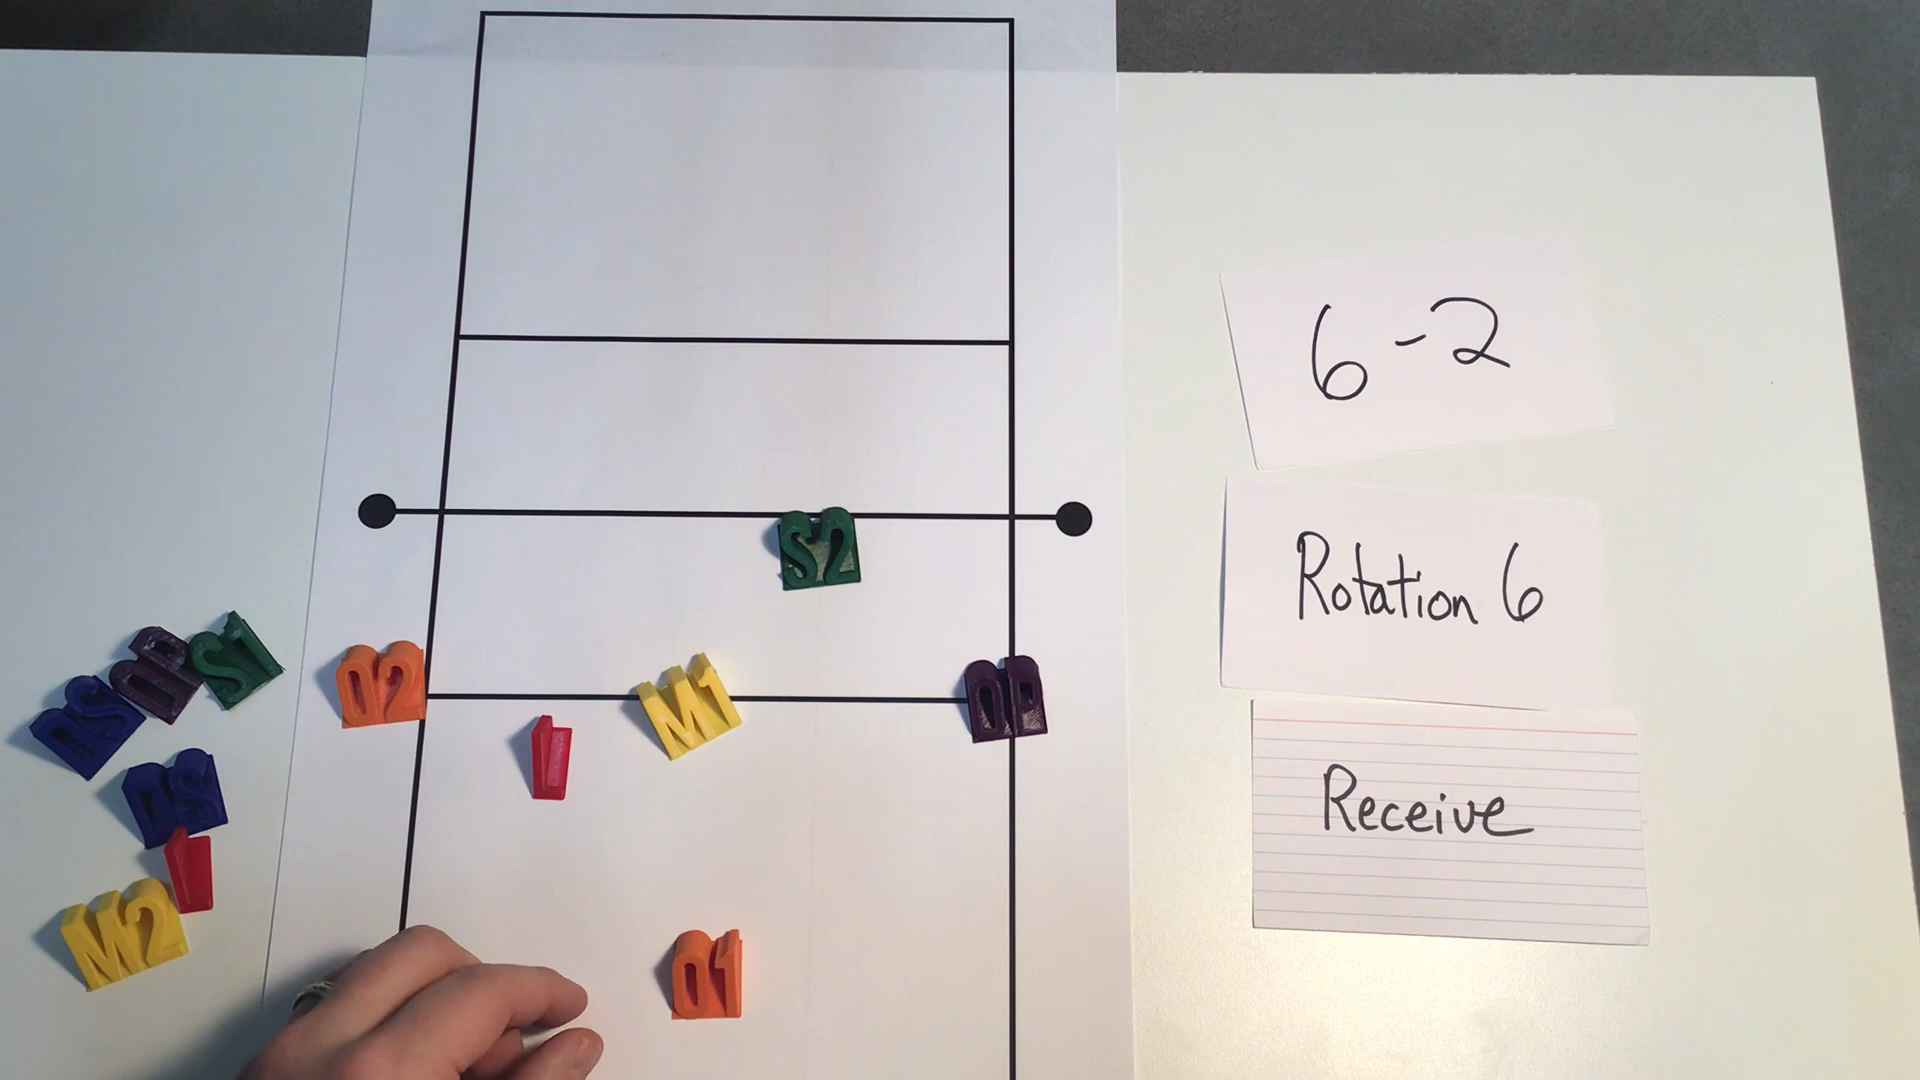 6-2
Rotation 6
Receive
S2
O2
M1
OP
L
O1
S1
OP
DS
DS
L
M2